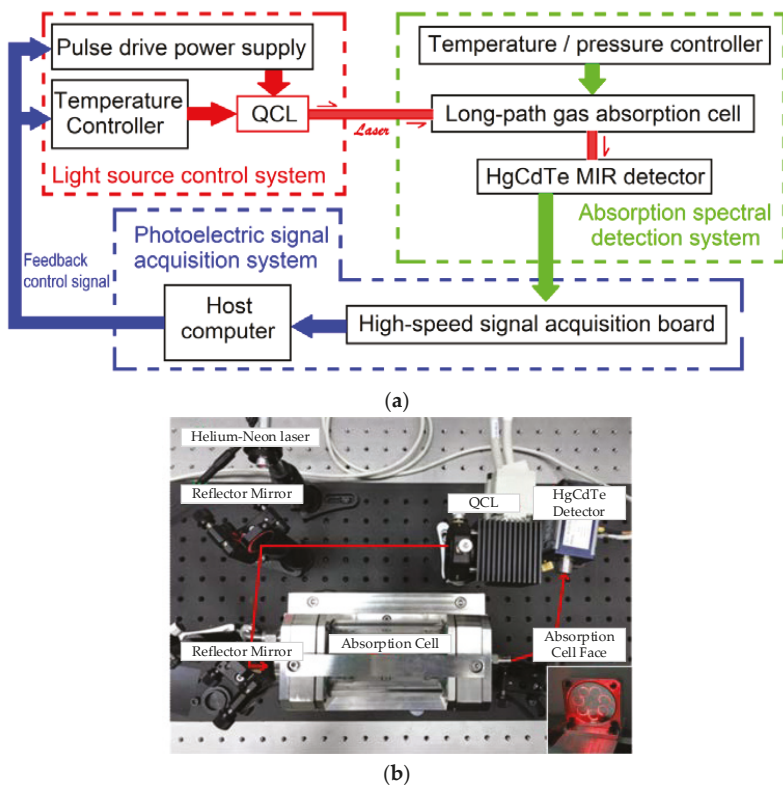 Pulse drive power supply
Temperature
Controller
QCL
Light source control system
Laser
Temperature / pressure controller
Long-path gas absorption cell
HgCdTe MIR detector
Absorption spectral
detection system
Photoelectric signal
acquisition system
Feedback
control signal
Host
computer
High-speed signal acquisition board
(a)
Helium-Neon laser
Reflector Mirror
QCL
HgCdTe
Detector
Reflector Mirror
Absorption Cell
Absorption
Cell Face
(b)